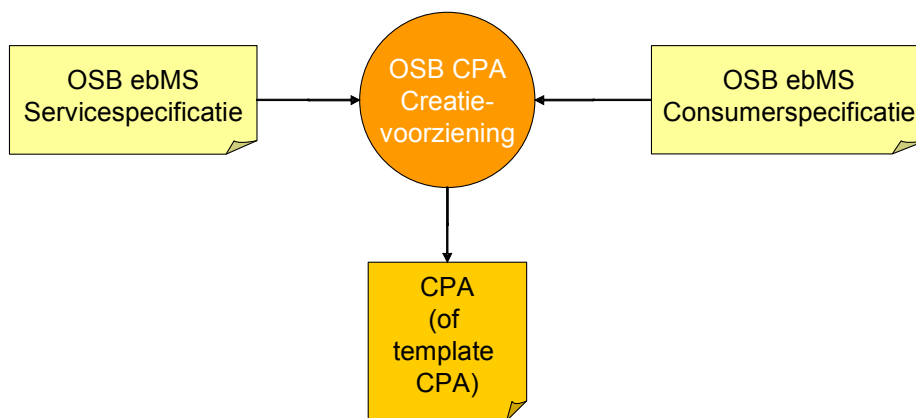 OSB ebMS
Servicespecificatie
OSB CPA
Creatie-
voorziening
OSB ebMS
Consumerspecificatie
CPA
(of
template
CPA)